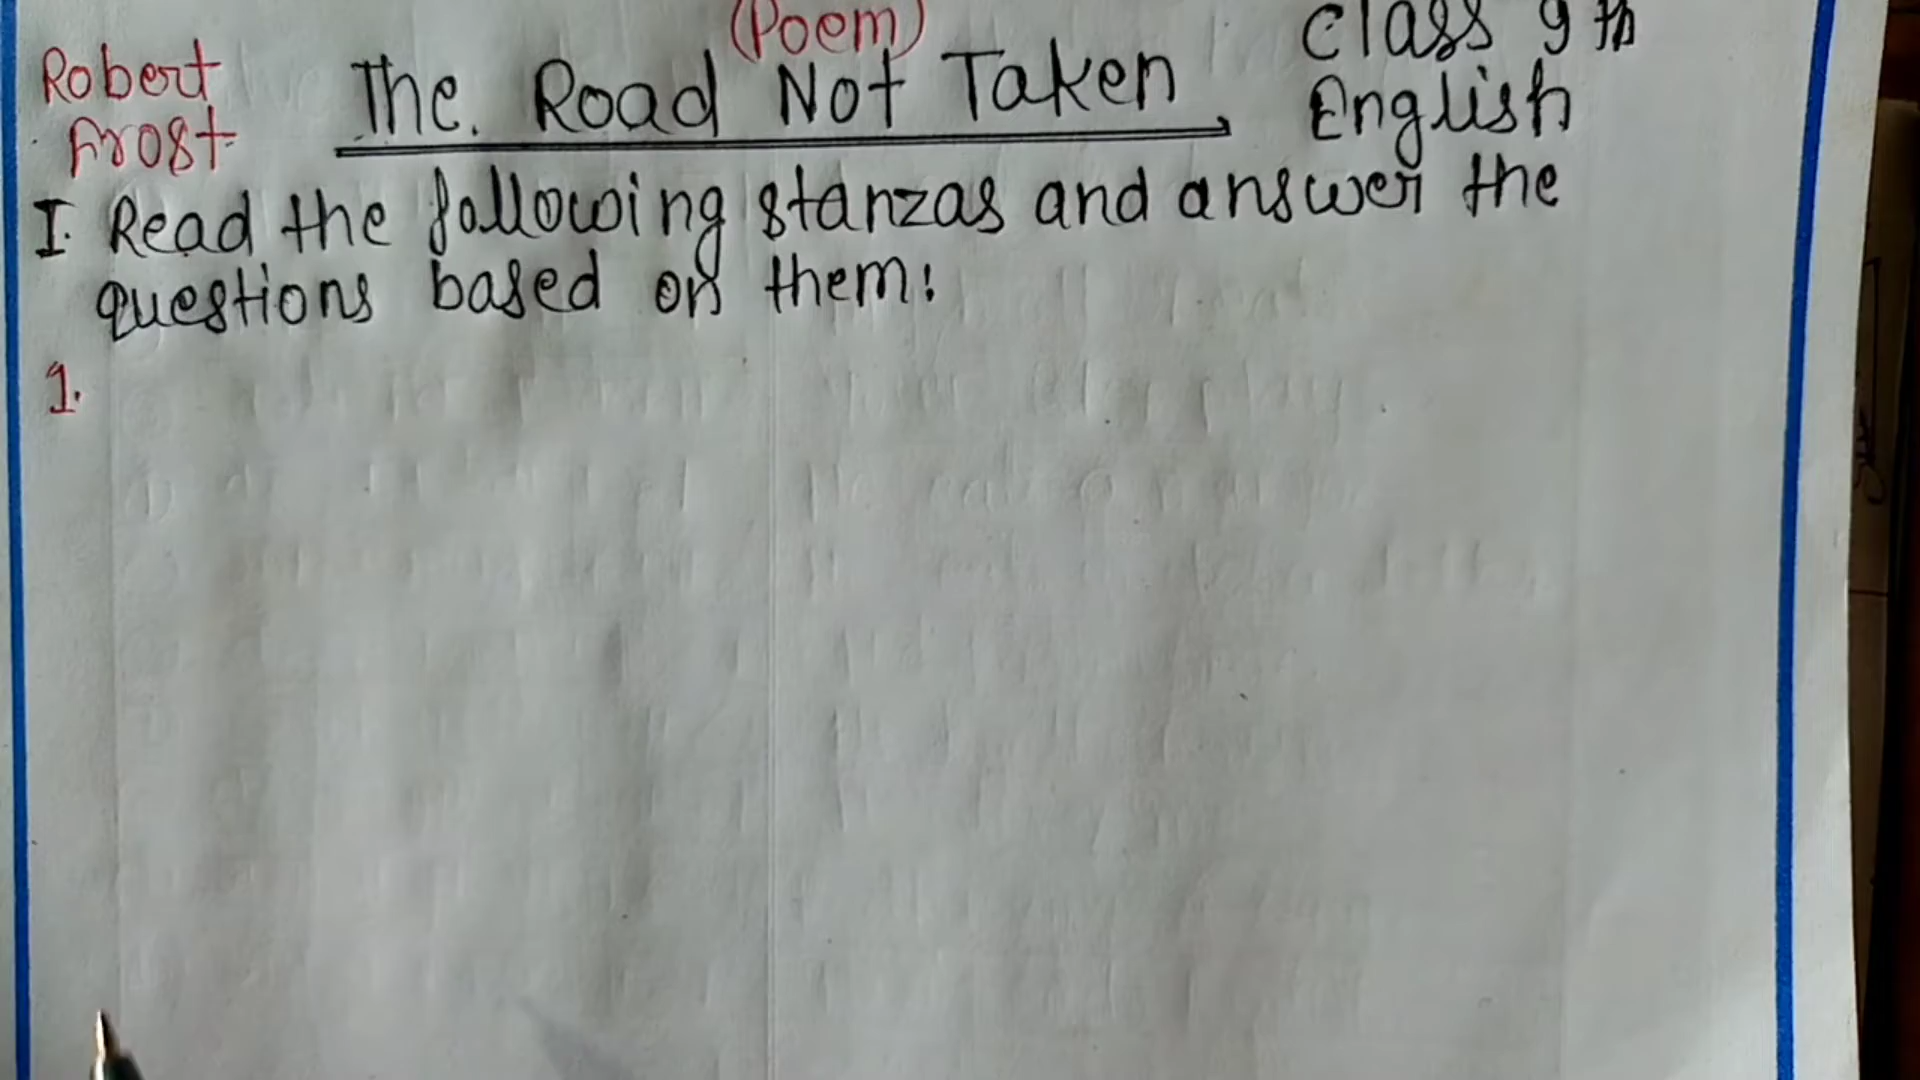 (Poem)
Robert
Frost
The. Road Not Taken
Class 9th
English
I. Read the following stanzas and answer the
questions based on them:
1.